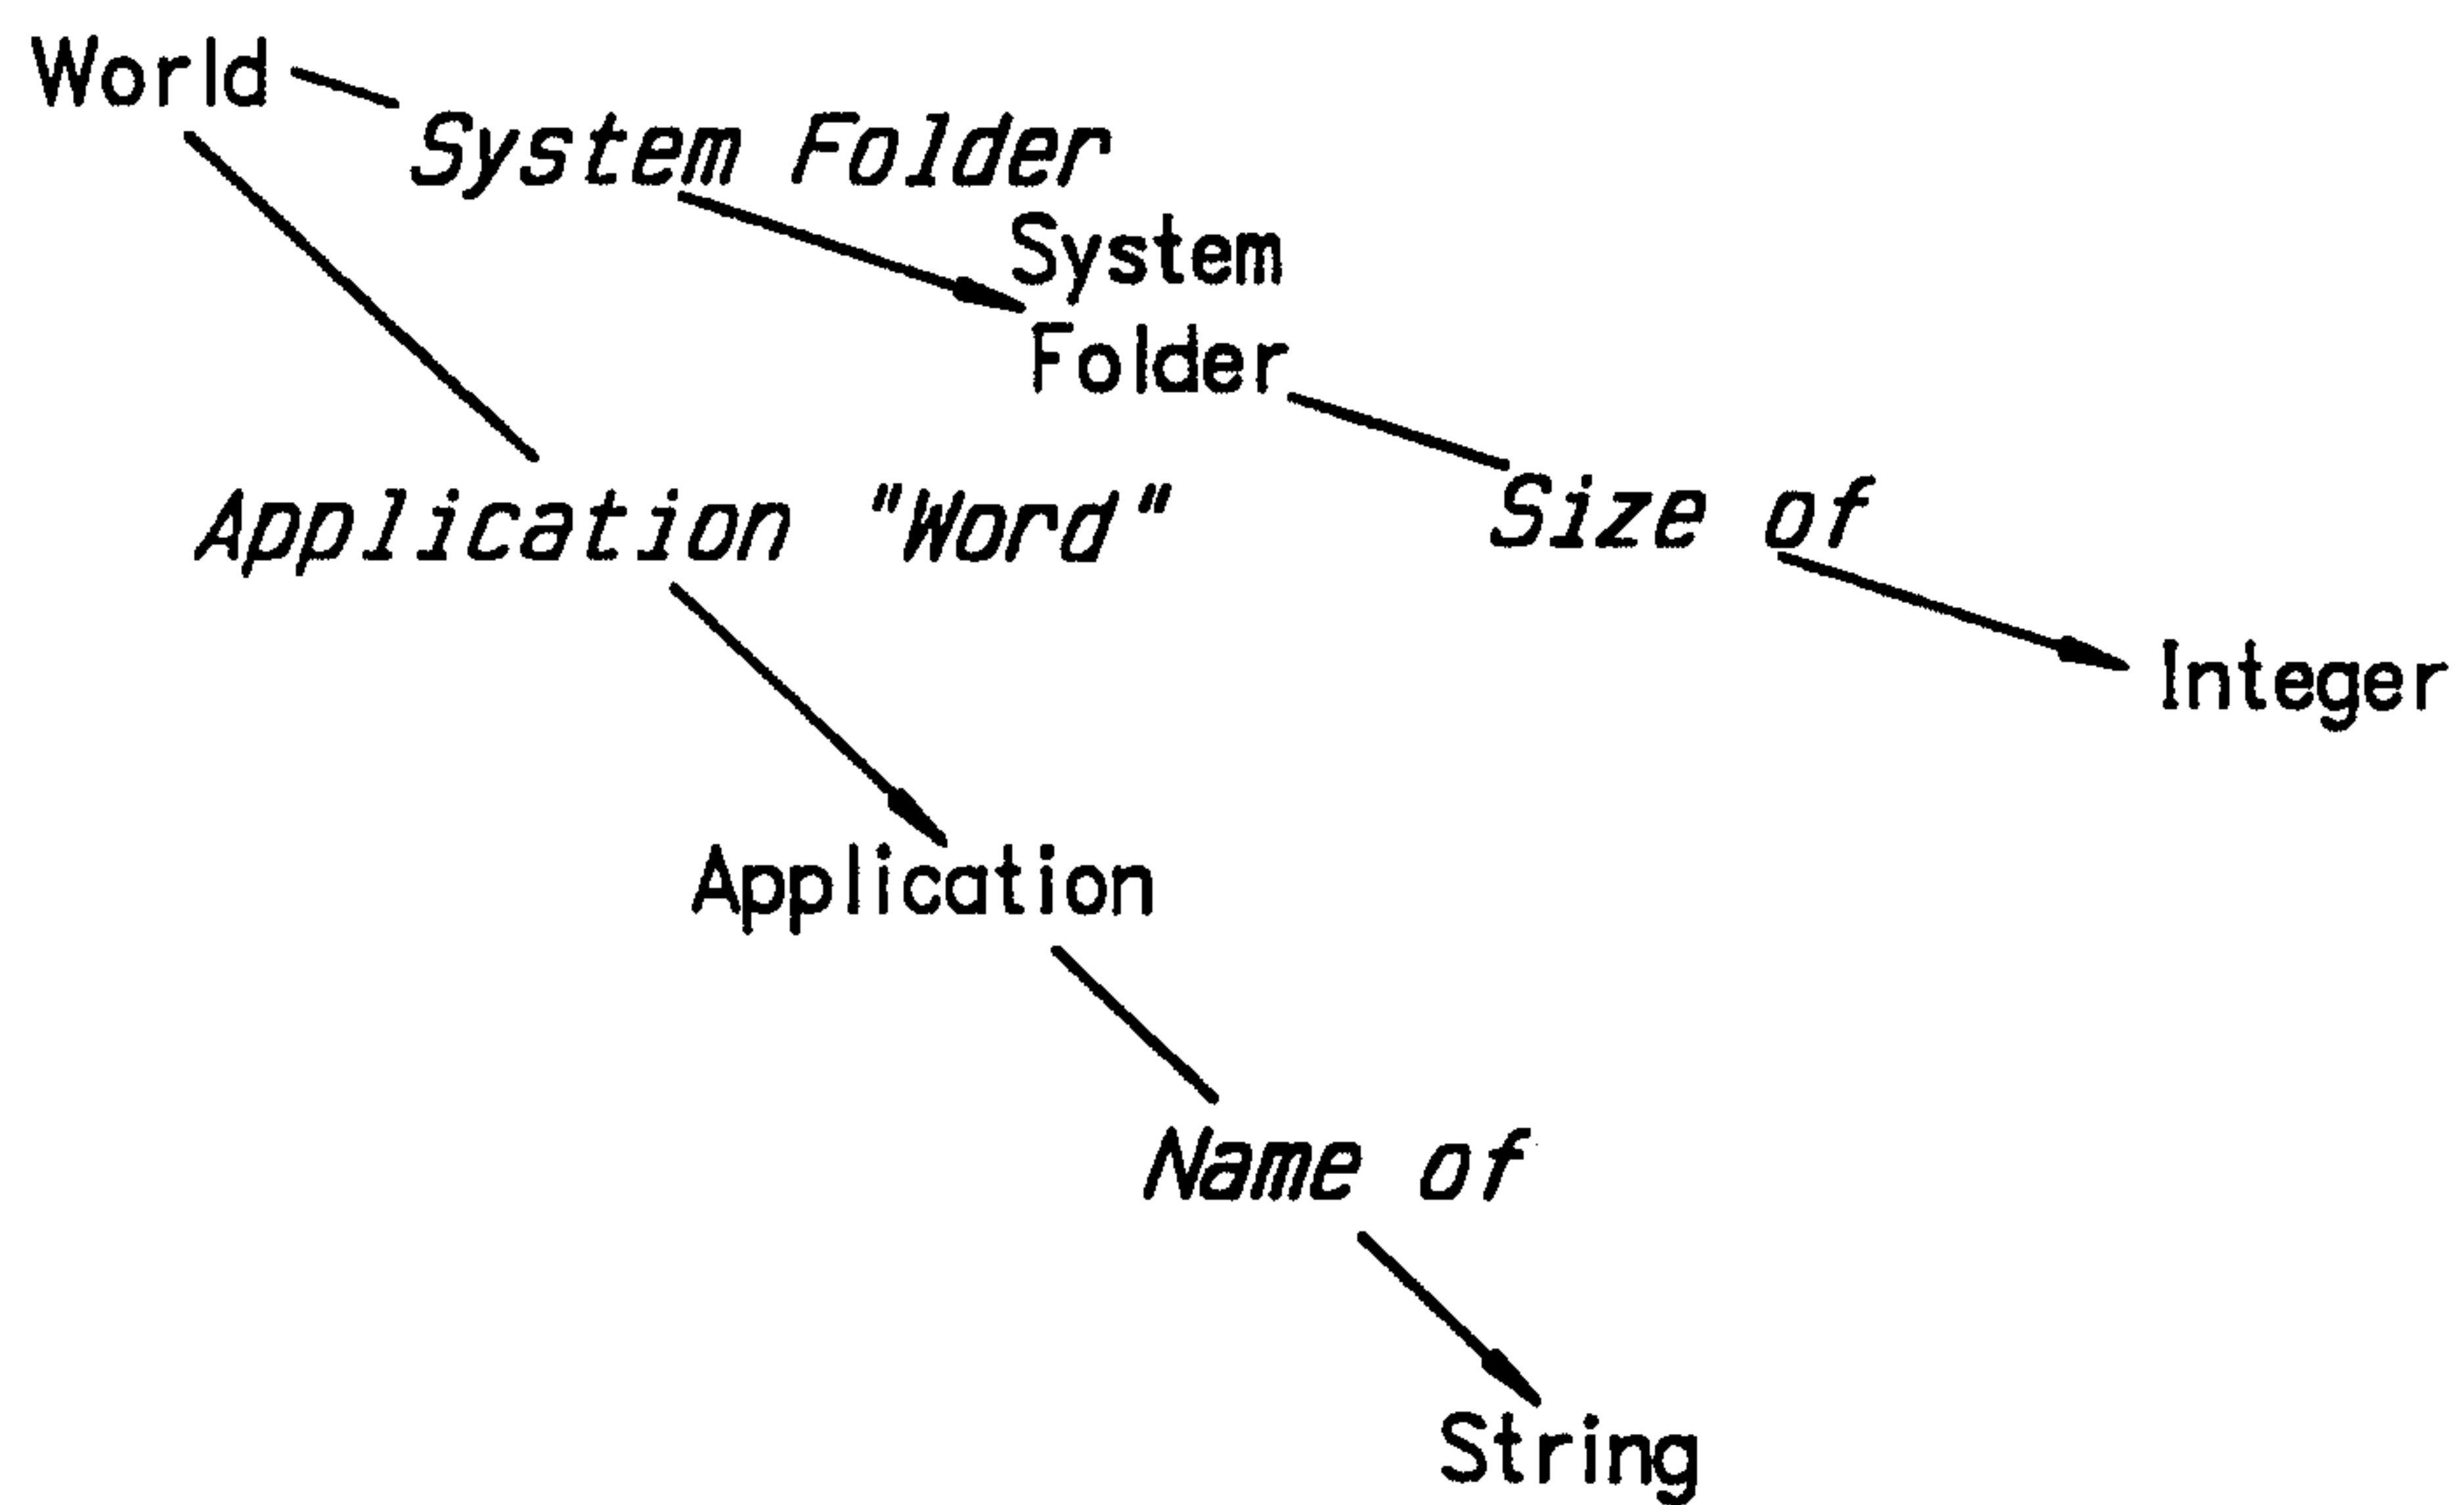 World
System Folder
System
Folder
Application "Word"
Size of
Integer
Application
Name of
String